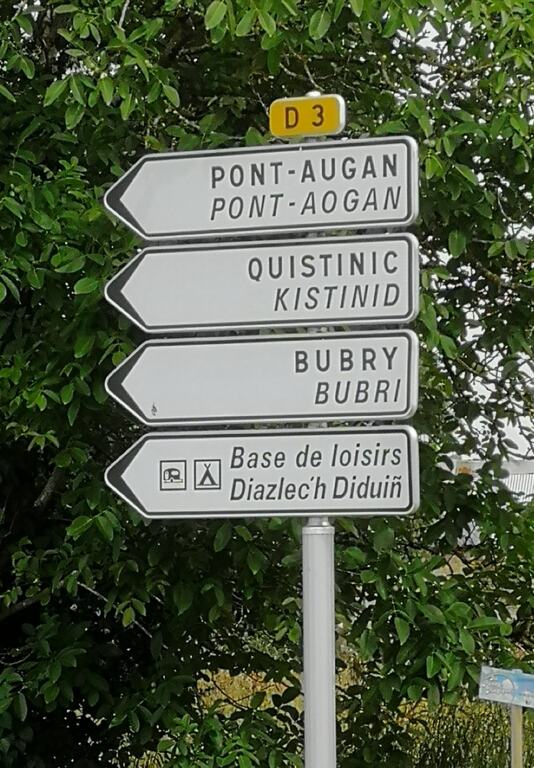 D 3
PONT-AUGAN
PONT-AOGAN
QUISTINIC
KISTINID
BUBRY
BUBRI
Base de loisirs
Diazlec'h Diduiñ